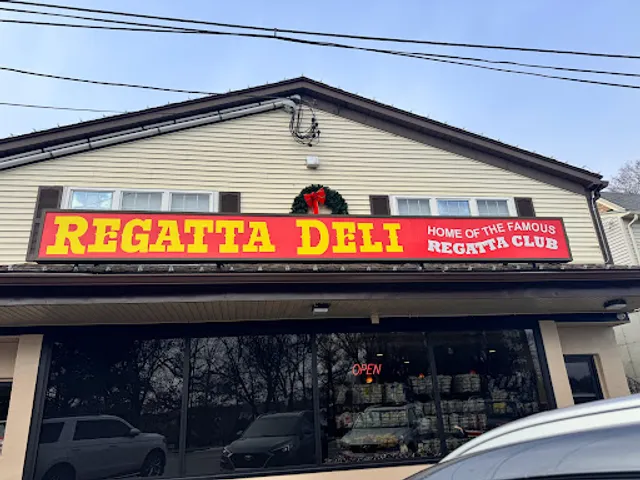 REGATTA DELI
HOME OF THE FAMOUS
REGATTA CLUB
OPEN